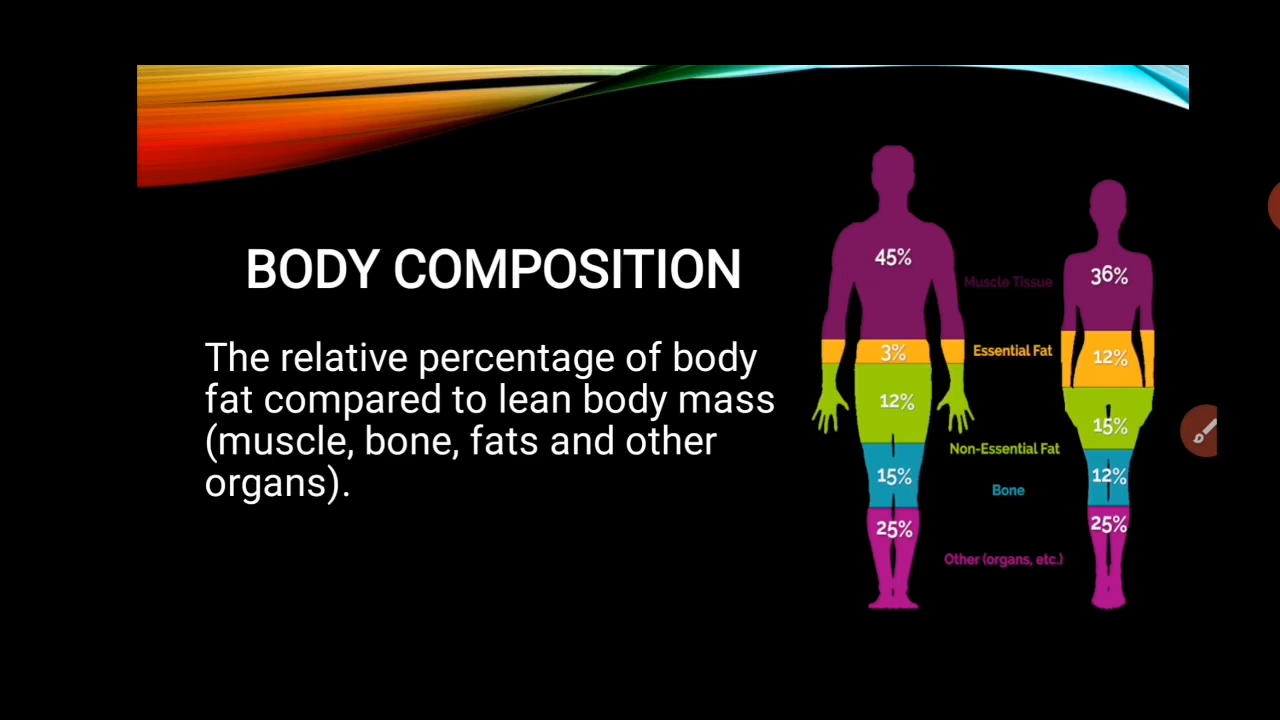 BODY COMPOSITION
The relative percentage of body
fat compared to lean body mass
(muscle, bone, fats and other
organs).
45%
Muscle Tissue
36%
3%
Essential Fat
12%
12%
Non-Essential Fat
15%
15%
Bone
12%
25%
Other (organs, etc.)
25%